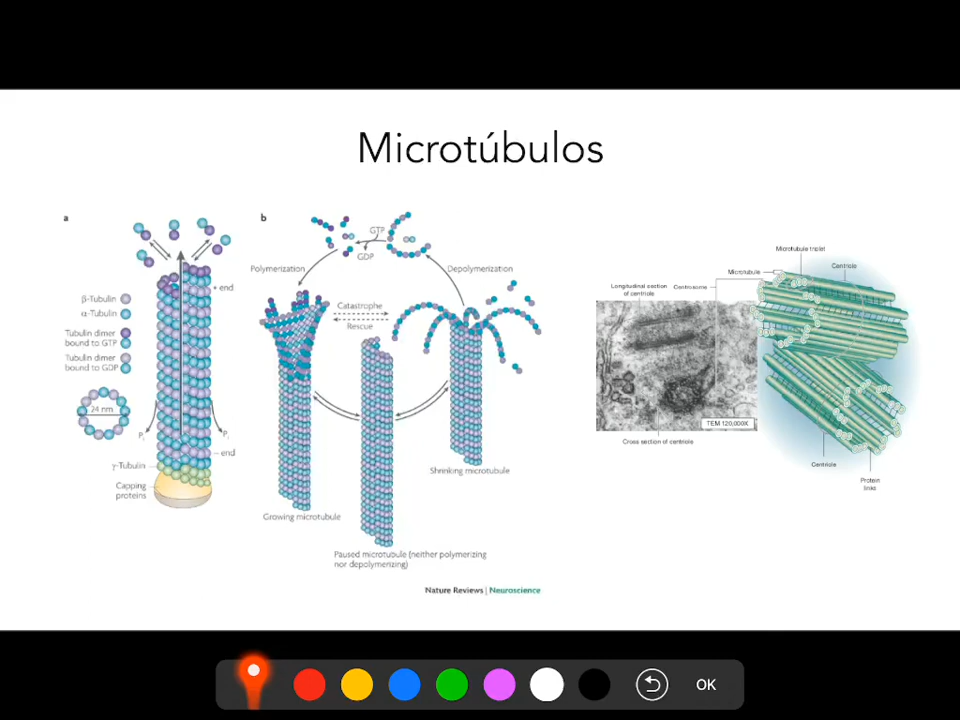 Microtúbulos
a
b
GTP
GDP
Polymerization
Depolymerization
• end
β-Tubulin
α-Tubulin
Tubulin dimer
bound to GTP
Tubulin dimer
bound to GDP
24 nm
Pi
Pi
– end
γ-Tubulin
Capping
proteins
Catastrophe
Rescue
Growing microtubule
Shrinking microtubule
Paused microtubule (neither polymerizing
nor depolymerizing)
Nature Reviews | Neuroscience
Microtubule triplet
Centriole
Microtubule
Centrosome
Longitudinal section
of centriole
TEM 120,000X
Cross section of centriole
Centriole
Protein
links
OK